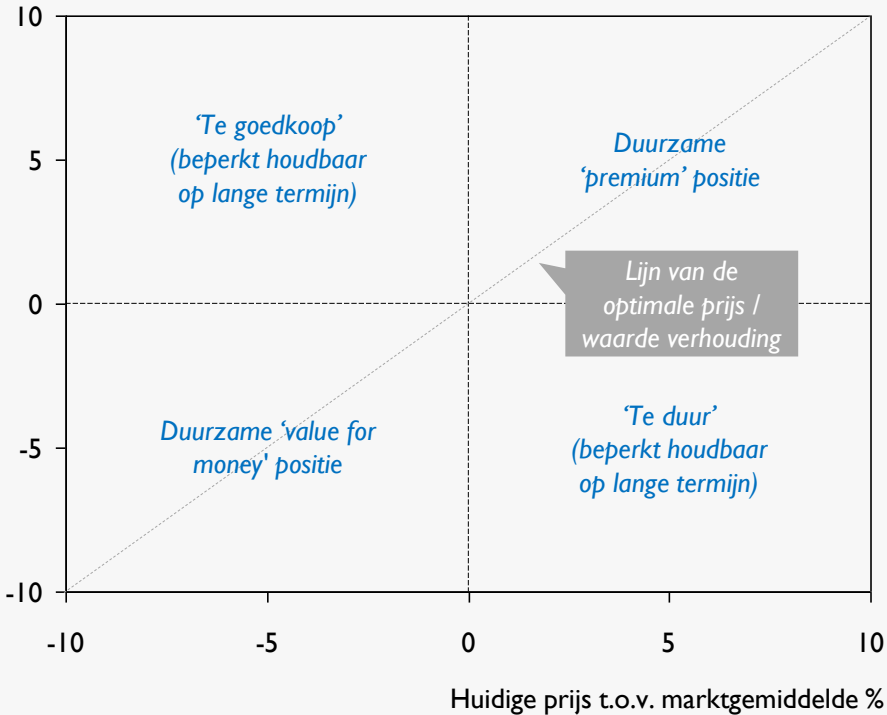 10
‘Te goedkoop’
(beperkt houdbaar
op lange termijn)
Duurzame
‘premium’ positie
5
Lijn van de
optimale prijs /
waarde verhouding
0
Duurzame ‘value for
money' positie
‘Te duur’
(beperkt houdbaar
op lange termijn)
-5
-10
-10
-5
0
5
10
Huidige prijs t.o.v. marktgemiddelde %